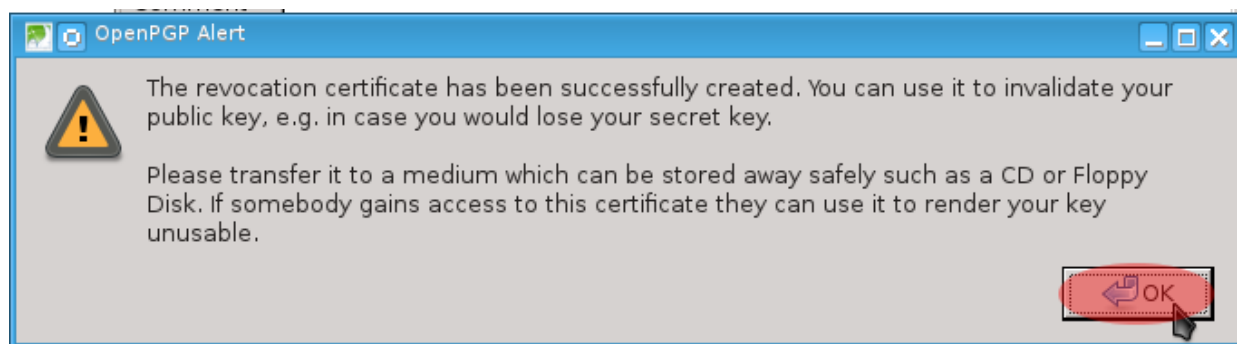 OpenPGP Alert
The revocation certificate has been successfully created. You can use it to invalidate your
public key, e.g. in case you would lose your secret key.
Please transfer it to a medium which can be stored away safely such as a CD or Floppy
Disk. If somebody gains access to this certificate they can use it to render your key
unusable.
OK